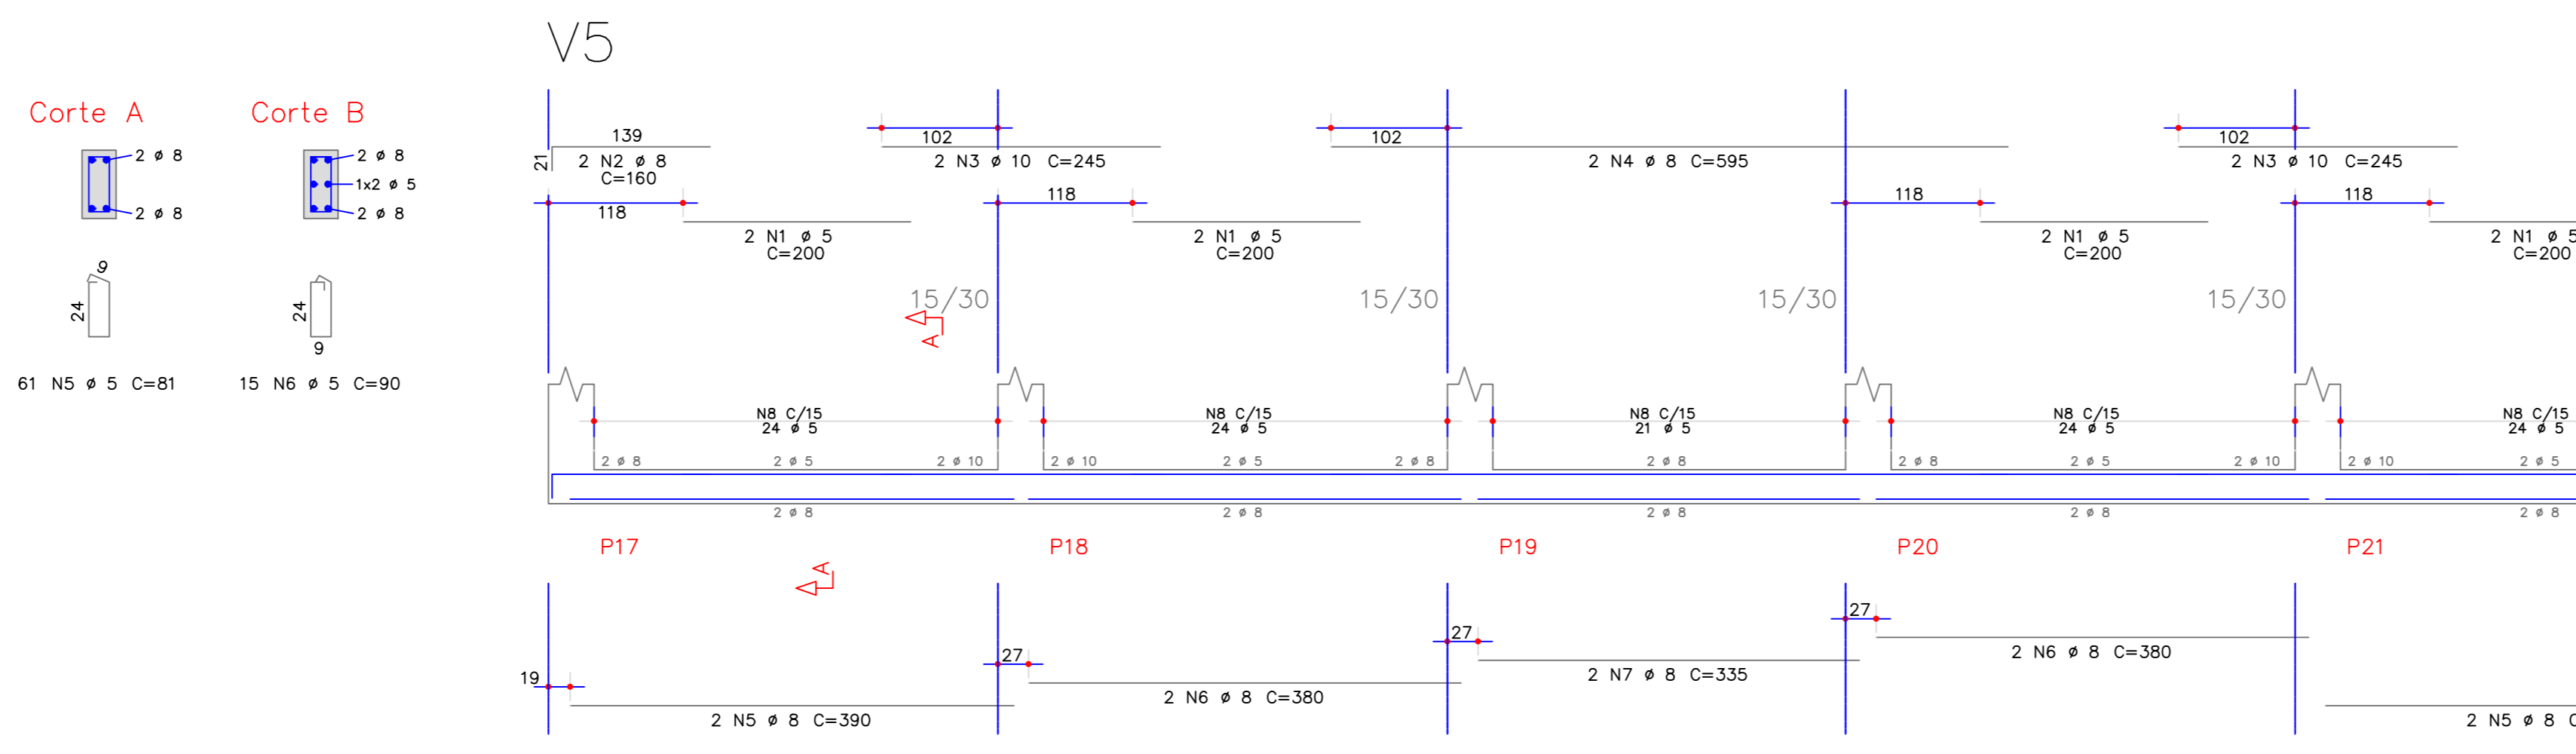 V5
Corte A
2 ø 8
2 ø 8
9
24
61 N5 ø 5 C=81
Corte B
2 ø 8
1x2 ø 5
2 ø 8
24
9
15 N6 ø 5 C=90
139
21
2 N2 ø 8
C=160
102
2 N3 ø 10 C=245
102
2 N4 ø 8 C=595
102
2 N3 ø 10 C=245
118
118
118
118
2 N1 ø 5
C=200
2 N1 ø 5
C=200
2 N1 ø 5
C=200
2 N1 ø 5
C=200
15/30
15/30
15/30
15/30
A
N8 C/15
24 ø 5
N8 C/15
24 ø 5
N8 C/15
21 ø 5
N8 C/15
24 ø 5
N8 C/15
24 ø 5
2 ø 8 2 ø 5 2 ø 10 2 ø 10 2 ø 5 2 ø 8 2 ø 8 2 ø 8 2 ø 5 2 ø 10 2 ø 10 2 ø 5
2 ø 8 2 ø 8 2 ø 8 2 ø 8 2 ø 8
P17 P18 P19 P20 P21
A
19
2 N5 ø 8 C=390
27
2 N6 ø 8 C=380
27
2 N7 ø 8 C=335
27
2 N6 ø 8 C=380
2 N5 ø 8